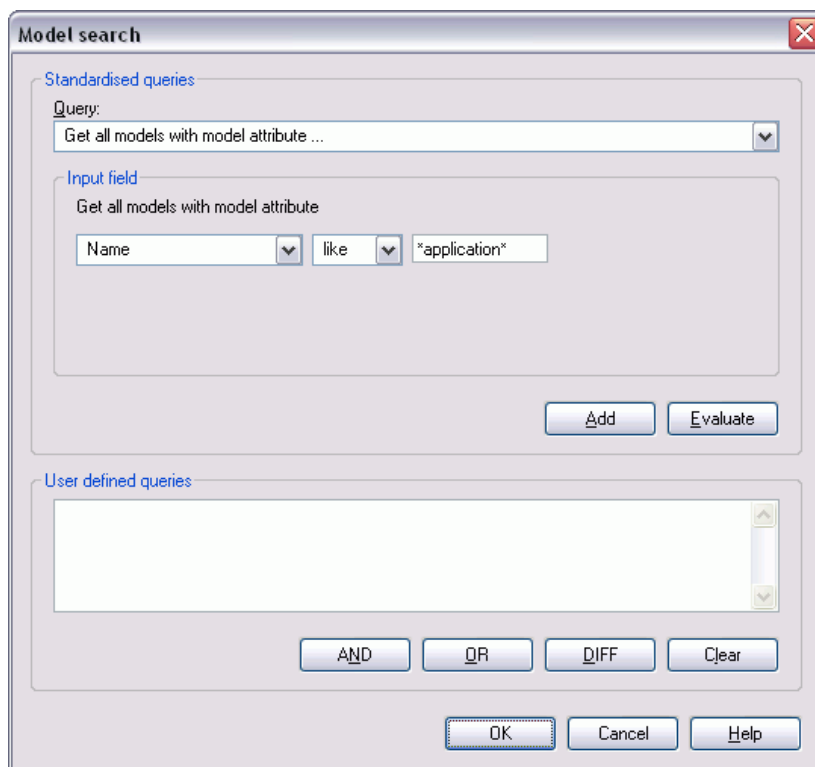 Model search
Standardised queries
Query:
Get all models with model attribute ...
Input field
Get all models with model attribute
Name like *application*
Add Evaluate
User defined queries
AND OR DIFF Clear
OK Cancel Help